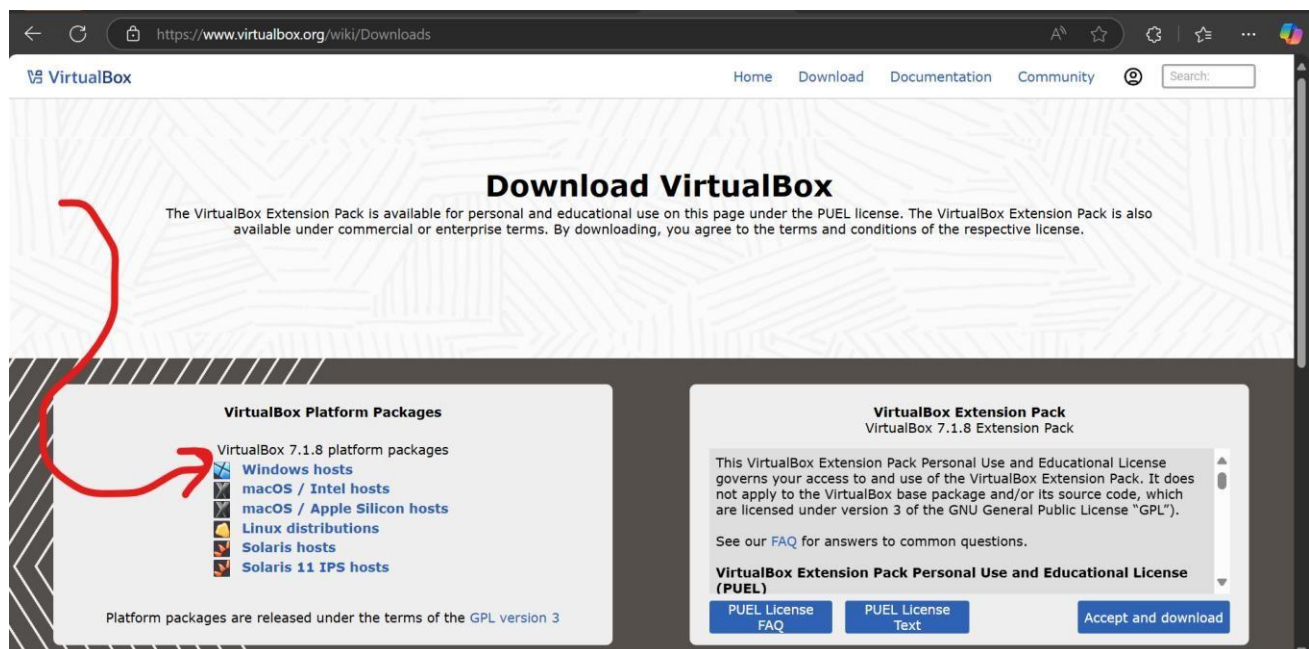 https://www.virtualbox.org/wiki/Downloads
VirtualBox
Home Download Documentation Community Search:
Download VirtualBox
The VirtualBox Extension Pack is available for personal and educational use on this page under the PUEL license. The VirtualBox Extension Pack is also
available under commercial or enterprise terms. By downloading, you agree to the terms and conditions of the respective license.
VirtualBox Platform Packages
VirtualBox 7.1.8 platform packages
Windows hosts
macOS / Intel hosts
macOS / Apple Silicon hosts
Linux distributions
Solaris hosts
Solaris 11 IPS hosts
Platform packages are released under the terms of the GPL version 3
VirtualBox Extension Pack
VirtualBox 7.1.8 Extension Pack
This VirtualBox Extension Pack Personal Use and Educational License
governs your access to and use of the VirtualBox Extension Pack. It does
not apply to the VirtualBox base package and/or its source code, which
are licensed under version 3 of the GNU General Public License “GPL”).
See our FAQ for answers to common questions.
VirtualBox Extension Pack Personal Use and Educational License
(PUEL)
PUEL License
FAQ
PUEL License
Text
Accept and download